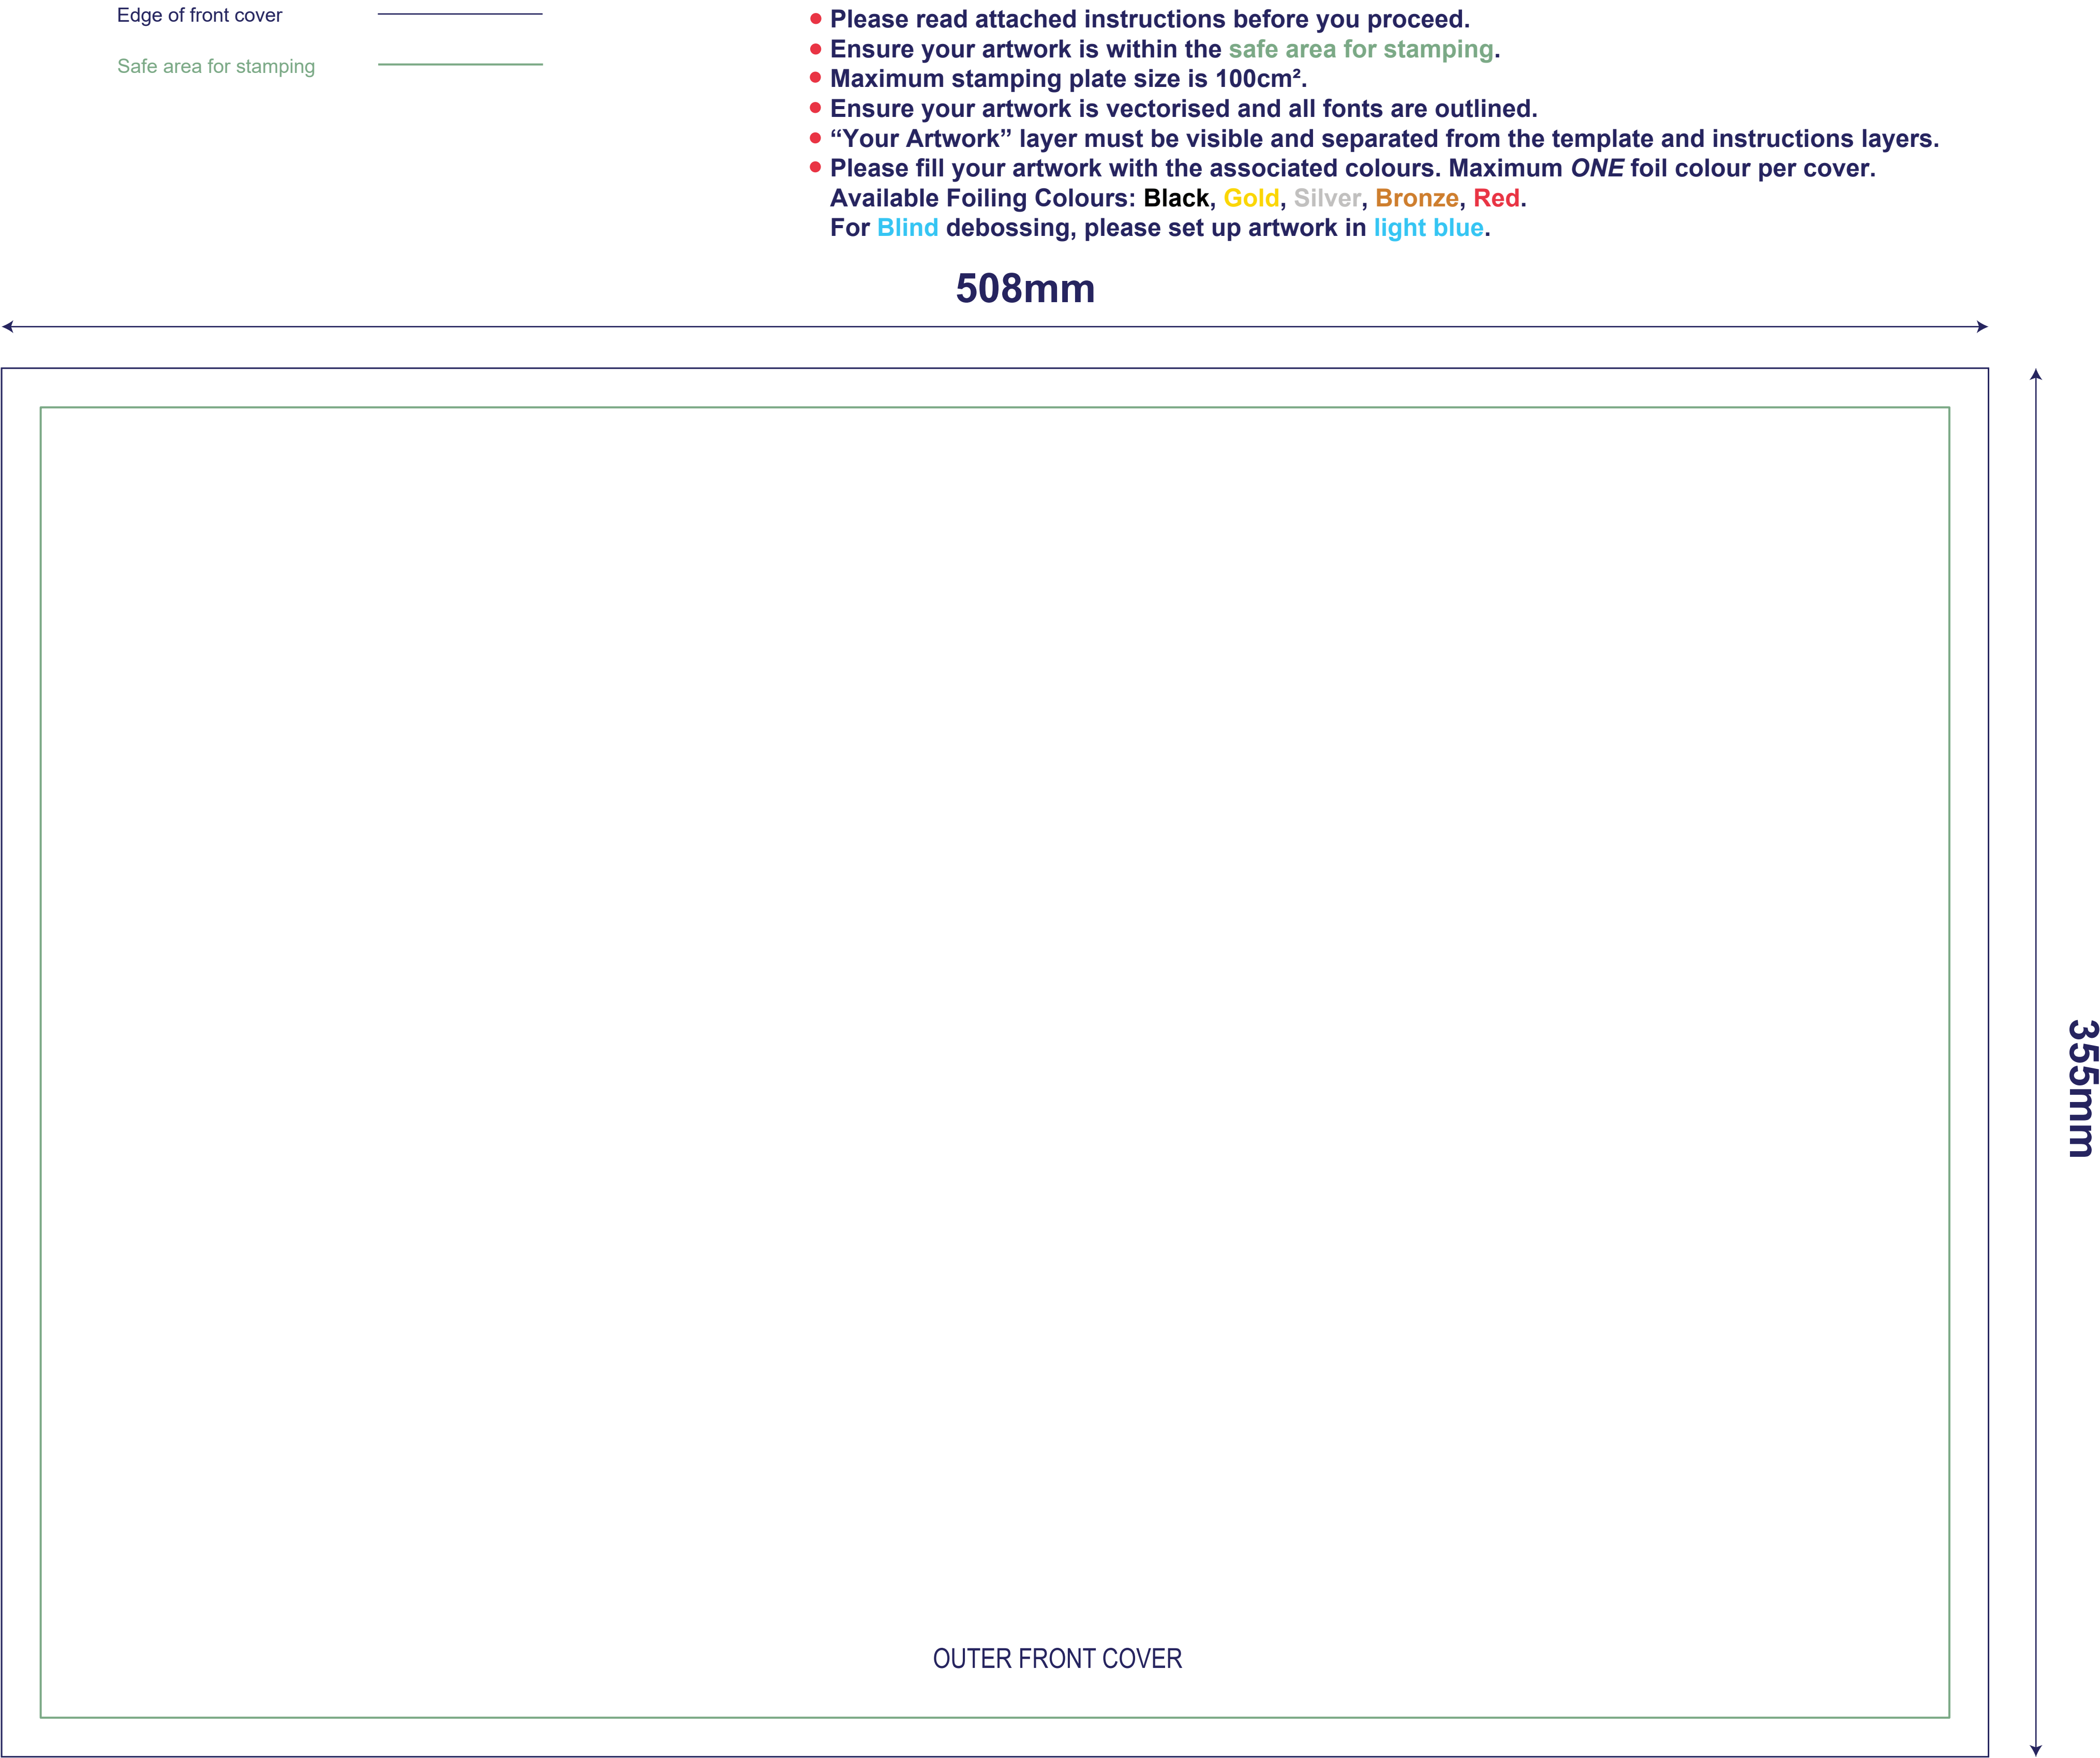 Edge of front cover
Safe area for stamping
• Please read attached instructions before you proceed.
• Ensure your artwork is within the safe area for stamping.
• Maximum stamping plate size is 100cm².
• Ensure your artwork is vectorised and all fonts are outlined.
• “Your Artwork” layer must be visible and separated from the template and instructions layers.
• Please fill your artwork with the associated colours. Maximum ONE foil colour per cover.
Available Foiling Colours: Black, Gold, Silver, Bronze, Red.
For Blind debossing, please set up artwork in light blue.
508mm
355mm
OUTER FRONT COVER